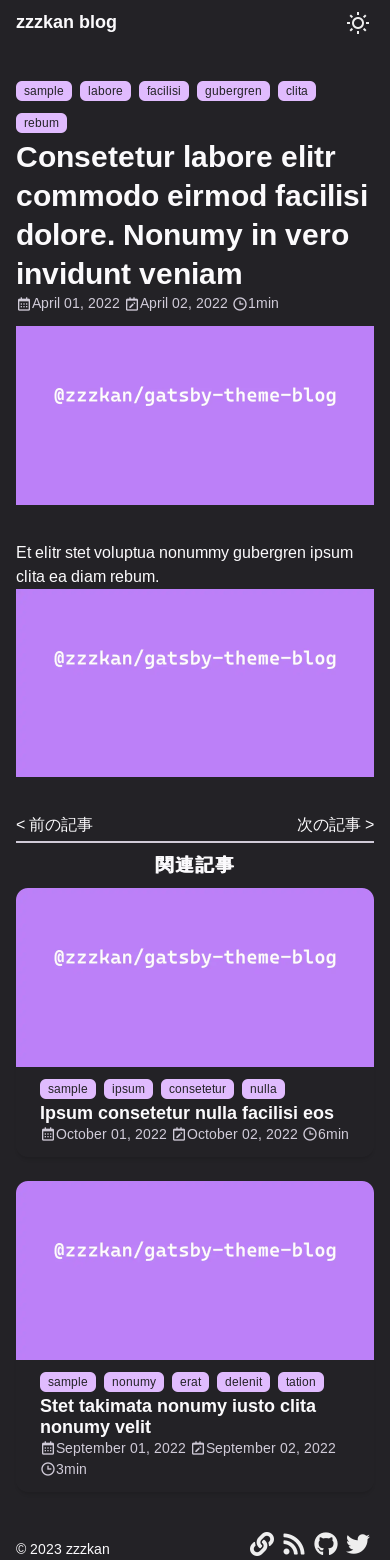 zzzkan blog
sample labore facilisi gubergren clita
rebum
Consetetur labore elitr
commodo eirmod facilisi
dolore. Nonumy in vero
invidunt veniam
April 01, 2022 April 02, 2022 1min
@zzzkan/gatsby-theme-blog
Et elitr stet voluptua nonummy gubergren ipsum
clita ea diam rebum.
@zzzkan/gatsby-theme-blog
< 前の記事 次の記事 >
関連記事
@zzzkan/gatsby-theme-blog
sample ipsum consetetur nulla
Ipsum consetetur nulla facilisi eos
October 01, 2022 October 02, 2022 6min
@zzzkan/gatsby-theme-blog
sample nonumy erat delenit tation
Stet takimata nonumy iusto clita
nonumy velit
September 01, 2022 September 02, 2022
3min
© 2023 zzzkan